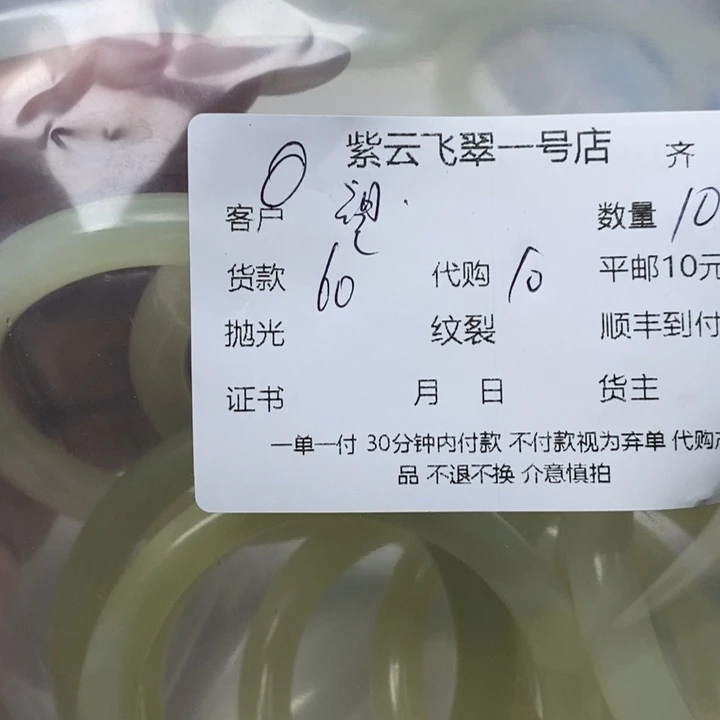 紫云飞翠一号店 齐
客户 数量 10
货款 60 代购 10 平邮10元
抛光 纹裂 顺丰到付
证书 月 日 货主
一单一付 30分钟内付款 不付款视为弃单 代购
品 不退不换 介意慎拍